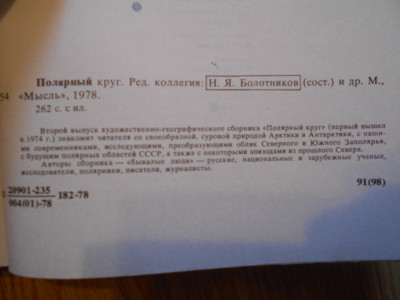 Полярный круг. Ред. коллегия: Н. Я. Болотников (сост.) и др. М.,
54 «Мысль», 1978.
262 с. с ил.
Второй выпуск художественно-географического сборника «Полярный круг» (первый вышел
в 1974 г.) знакомит читателя со своеобразной, суровой природой Арктики и Антарктики, с наши-
ми современниками, исследующими, преобразующими облик Северного и Южного Заполярья,
с будущим полярных областей СССР, а также с некоторыми эпизодами из прошлого Севера.
Авторы сборника — «бывалые люди» — русские, национальные и зарубежные ученые,
исследователи, полярники, писатели, журналисты.
20901-235
004(01)-78
182-78
91(98)